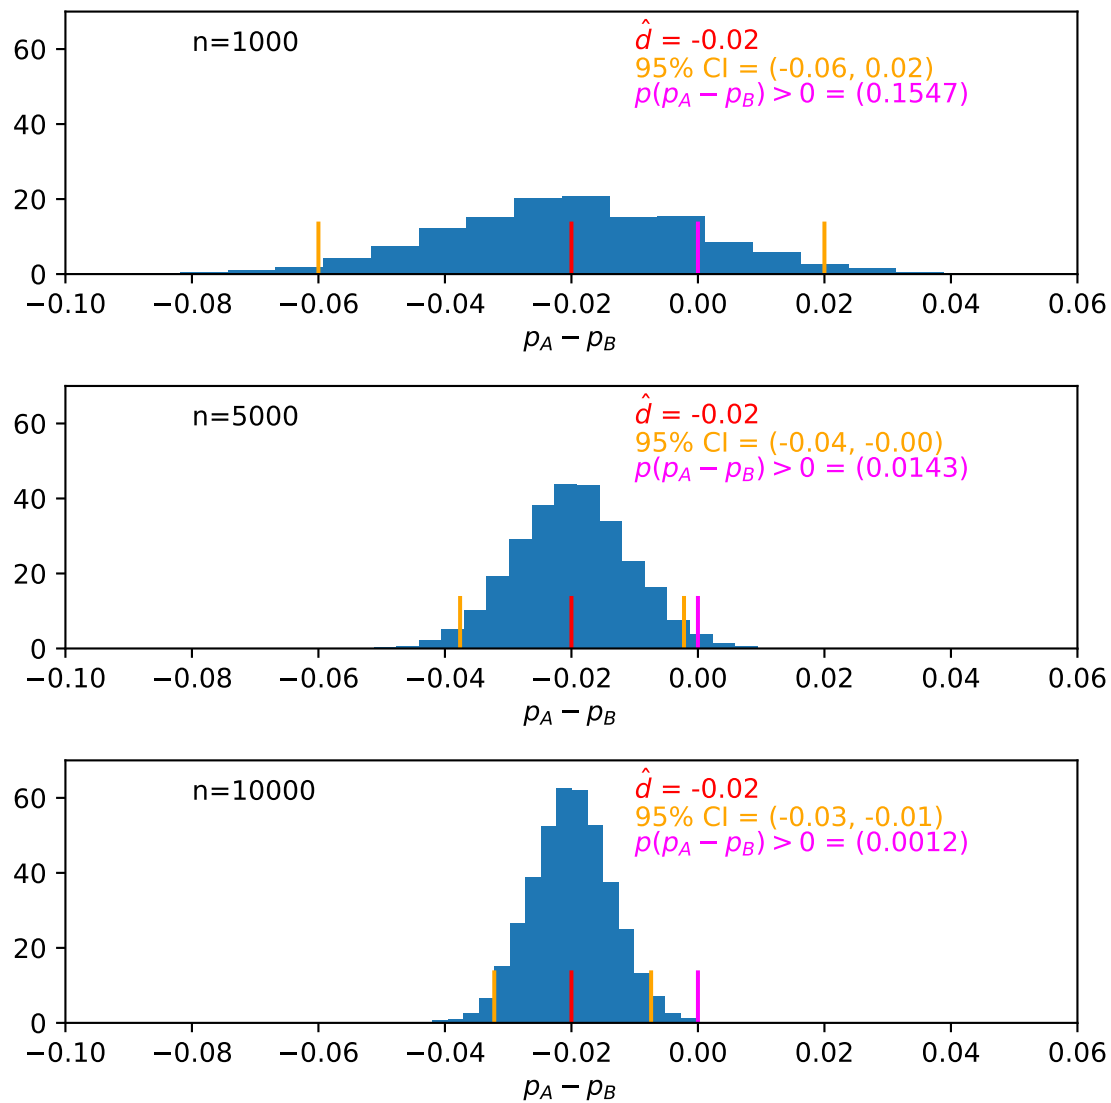 n=1000
d̂ = -0.02
95% CI = (-0.06, 0.02)
p(p_A − p_B) > 0 = (0.1547)
60
40
20
0
−0.10 −0.08 −0.06 −0.04 −0.02 0.00 0.02 0.04 0.06
p_A − p_B
n=5000
d̂ = -0.02
95% CI = (-0.04, -0.00)
p(p_A − p_B) > 0 = (0.0143)
60
40
20
0
−0.10 −0.08 −0.06 −0.04 −0.02 0.00 0.02 0.04 0.06
p_A − p_B
n=10000
d̂ = -0.02
95% CI = (-0.03, -0.01)
p(p_A − p_B) > 0 = (0.0012)
60
40
20
0
−0.10 −0.08 −0.06 −0.04 −0.02 0.00 0.02 0.04 0.06
p_A − p_B